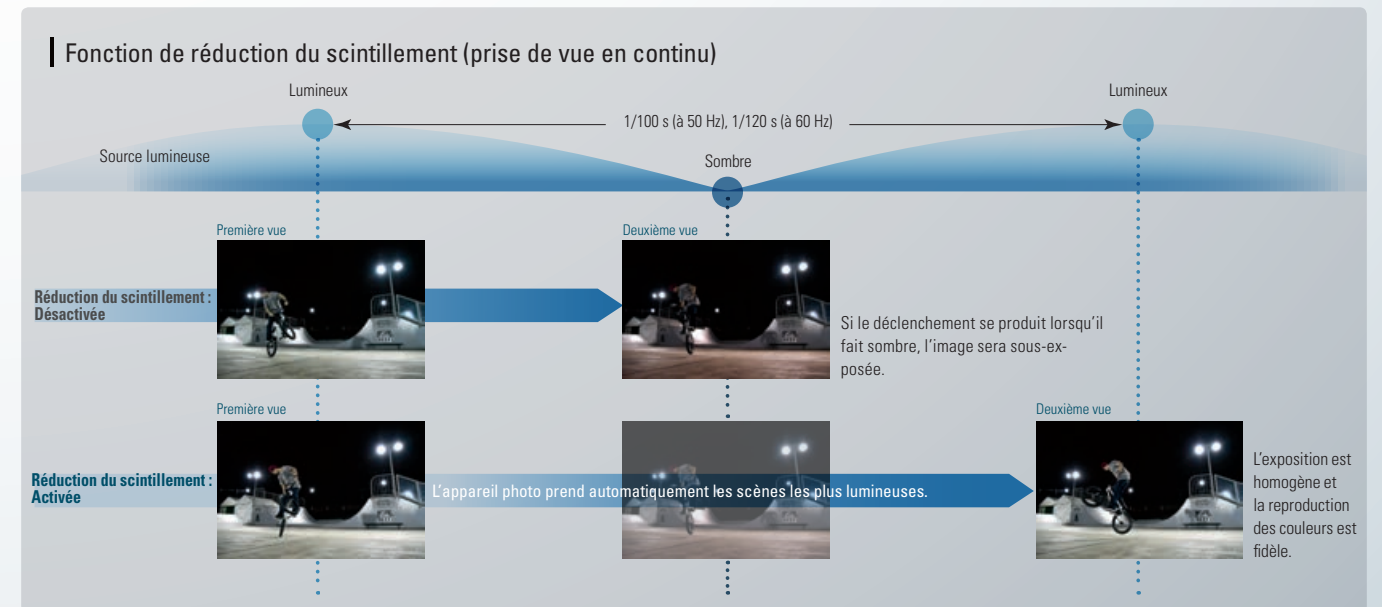 Fonction de réduction du scintillement (prise de vue en continu)
Lumineux
Lumineux
1/100 s (à 50 Hz), 1/120 s (à 60 Hz)
Source lumineuse
Sombre
Première vue
Deuxième vue
Réduction du scintillement :
Désactivée
Si le déclenchement se produit lorsqu'il
fait sombre, l'image sera sous-ex-
posée.
Première vue
Deuxième vue
Réduction du scintillement :
Activée
L'appareil photo prend automatiquement les scènes les plus lumineuses.
L'exposition est
homogène et
la reproduction
des couleurs est
fidèle.